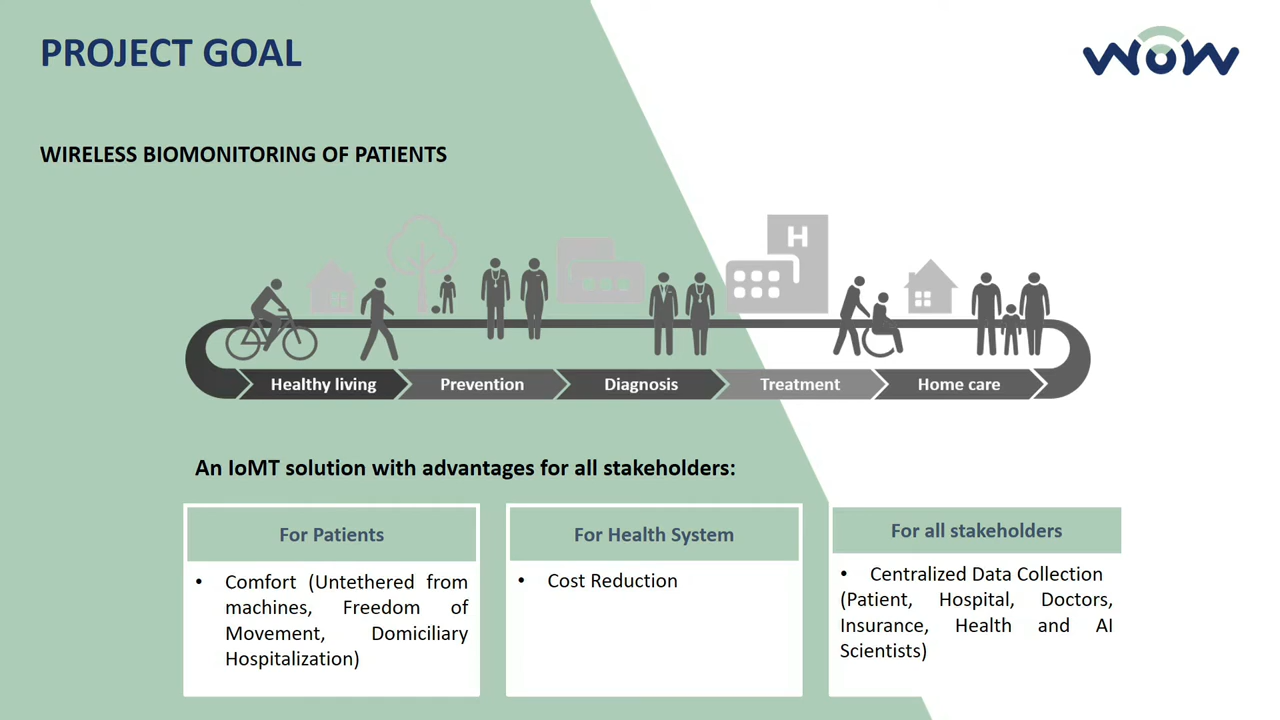 PROJECT GOAL
WoW
WIRELESS BIOMONITORING OF PATIENTS
H
Healthy living
Prevention
Diagnosis
Treatment
Home care
An IoMT solution with advantages for all stakeholders:
For Patients
• Comfort (Untethered from
machines, Freedom of
Movement, Domiciliary
Hospitalization)
For Health System
• Cost Reduction
For all stakeholders
• Centralized Data Collection
(Patient, Hospital, Doctors,
Insurance, Health and AI
Scientists)